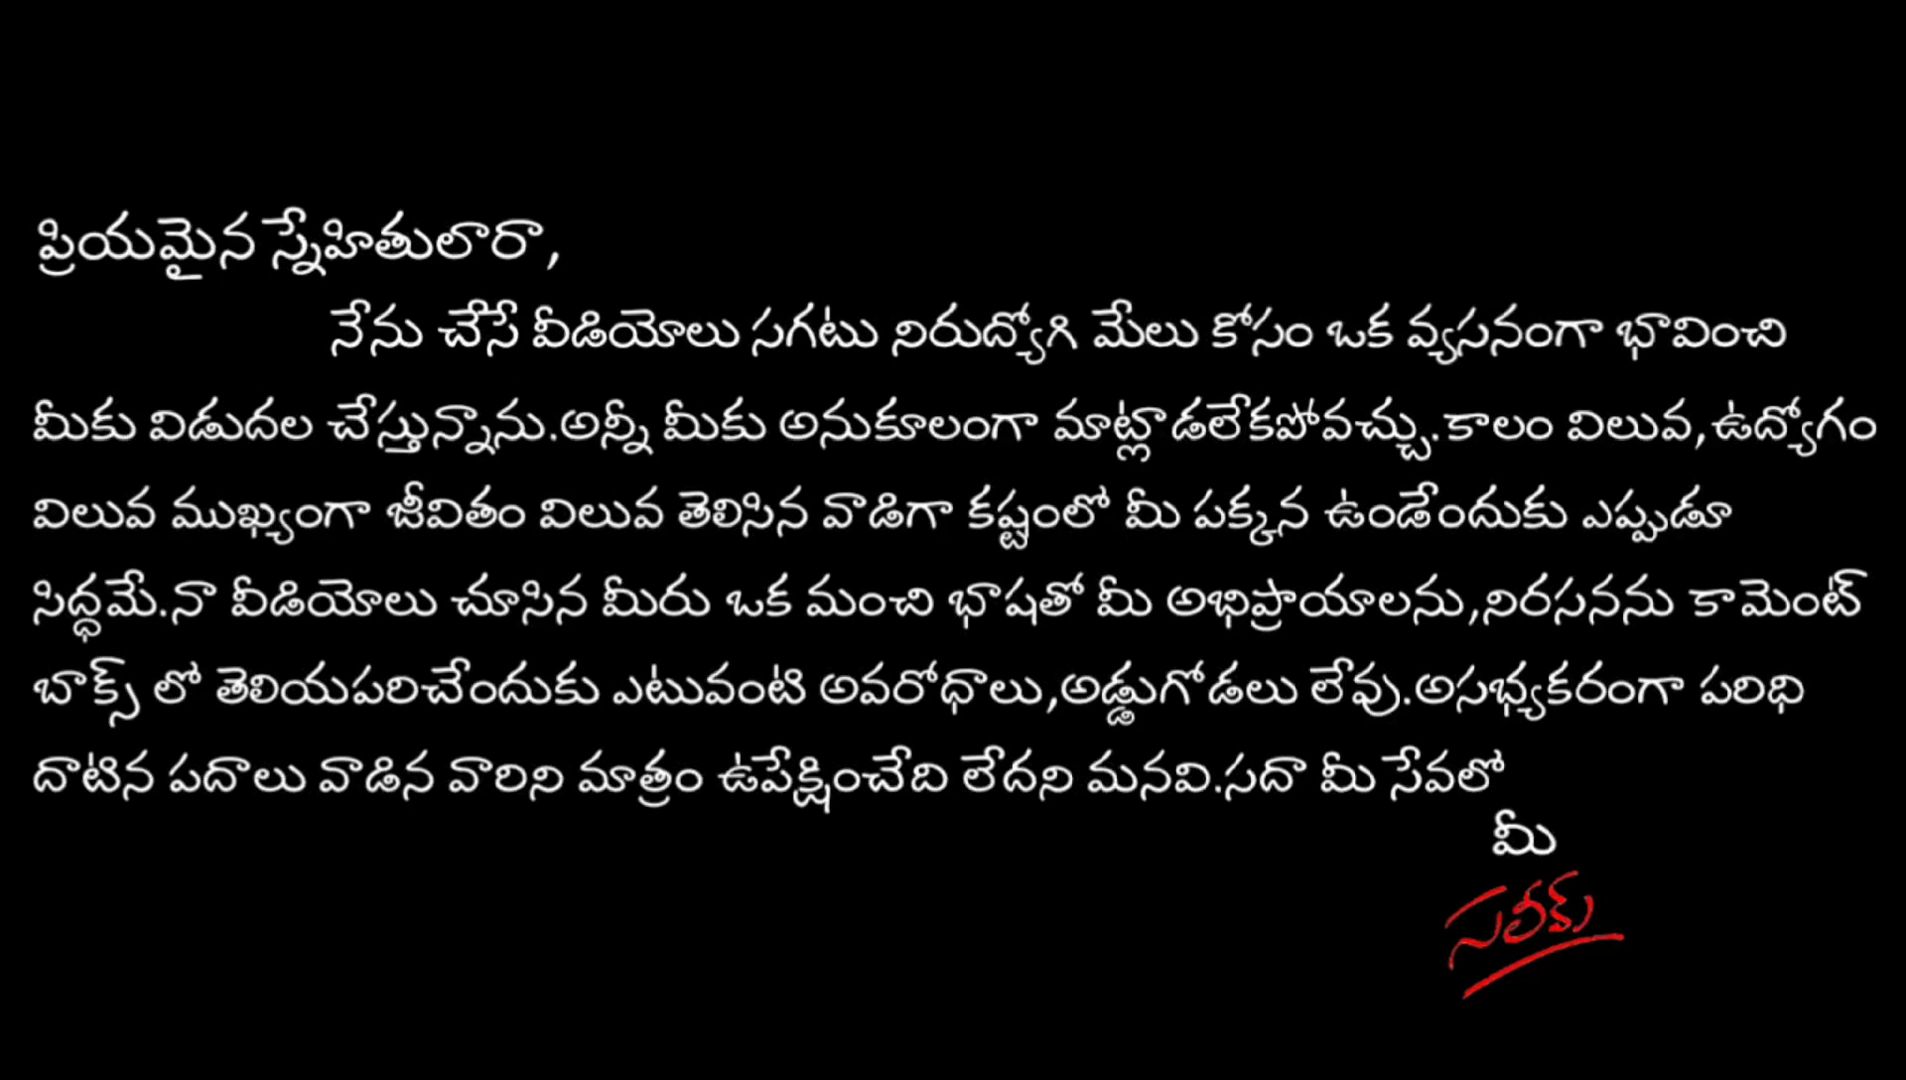 ప్రియమైన స్నేహితులారా,
నేను చేసే వీడియోలు సగటు నిరుద్యోగి మేలు కోసం ఒక వ్యసనంగా భావించి
మీకు విడుదల చేస్తున్నాను.అన్నీ మీకు అనుకూలంగా మాట్లాడలేకపోవచ్చు.కాలం విలువ,ఉద్యోగం
విలువ ముఖ్యంగా జీవితం విలువ తెలిసిన వాడిగా కష్టంలో మీ పక్కన ఉండేందుకు ఎప్పుడూ
సిద్ధమే.నా వీడియోలు చూసిన మీరు ఒక మంచి భాషతో మీ అభిప్రాయాలను,నిరసనను కామెంట్
బాక్స్ లో తెలియపరిచేందుకు ఎటువంటి అవరోధాలు,అడ్డుగోడలు లేవు.అసభ్యకరంగా పరిధి
దాటిన పదాలు వాడిన వారిని మాత్రం ఉపేక్షించేది లేదని మనవి.సదా మీ సేవలో
మీ
సలీమ్